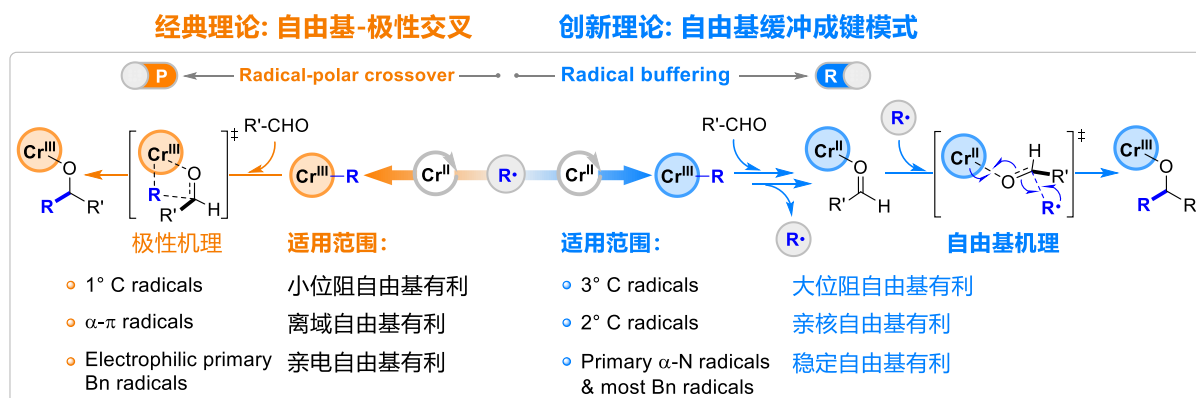 经典理论: 自由基-极性交叉
创新理论: 自由基缓冲成键模式
P
Radical-polar crossover
Radical buffering
R
CrIII
O
R
R'
CrIII
O
R
R'
H
‡
R'-CHO
CrIII
R
CrII
R•
CrII
CrIII
R
R'-CHO
R•
CrII
O
R'
H
R•
CrII
O
H
R'
R•
‡
CrIII
O
R
R'
极性机理
适用范围:
适用范围:
自由基机理
1° C radicals
小位阻自由基有利
3° C radicals
大位阻自由基有利
α-π radicals
离域自由基有利
2° C radicals
亲核自由基有利
Electrophilic primary
Bn radicals
亲电自由基有利
Primary α-N radicals
& most Bn radicals
稳定自由基有利